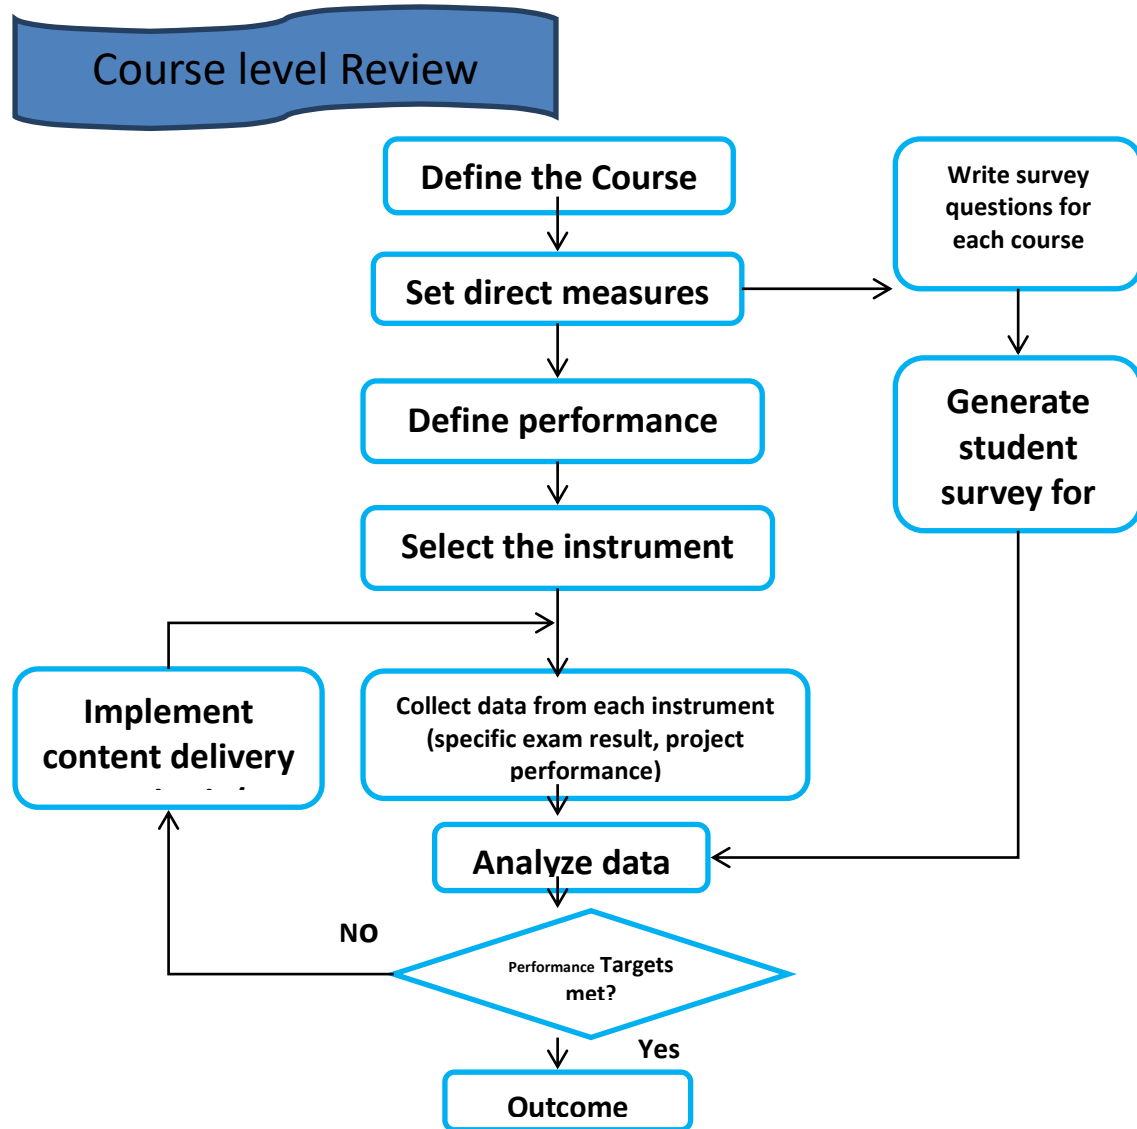 Course level Review
Define the Course
Write survey
questions for
each course
Set direct measures
Generate
student
survey for
Define performance
Select the instrument
Implement
content delivery
Collect data from each instrument
(specific exam result, project
performance)
Analyze data
NO
Performance Targets
met?
Yes
Outcome